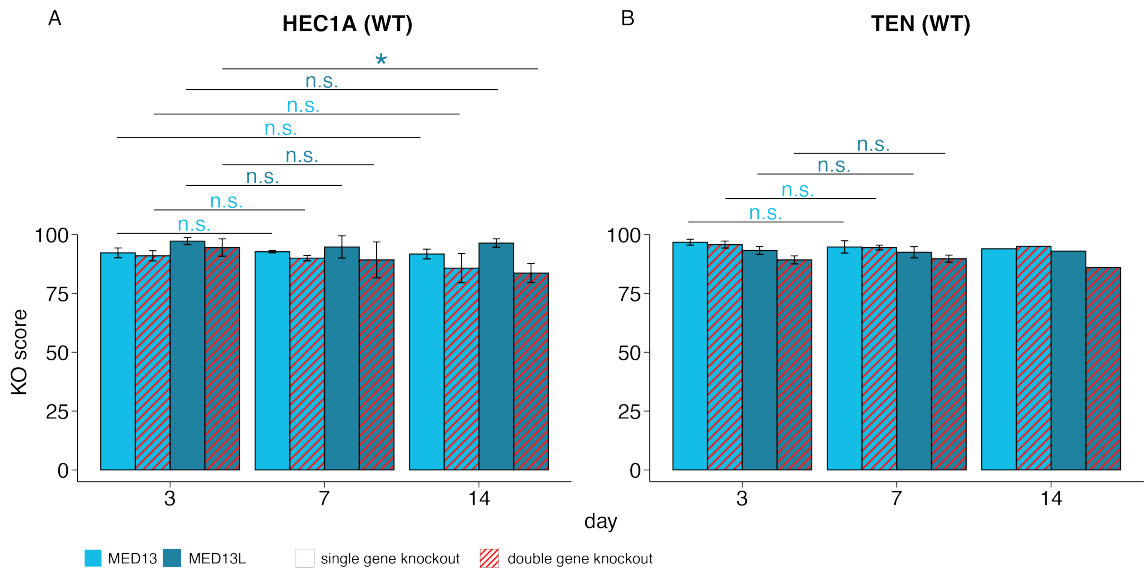 A
HEC1A (WT)
B
TEN (WT)
*
n.s.
n.s.
n.s.
n.s.
n.s.
n.s.
n.s.
n.s.
n.s.
n.s.
n.s.
KO score
100
75
50
25
0
3
7
14
100
75
50
25
0
3
7
14
day
MED13
MED13L
single gene knockout
double gene knockout